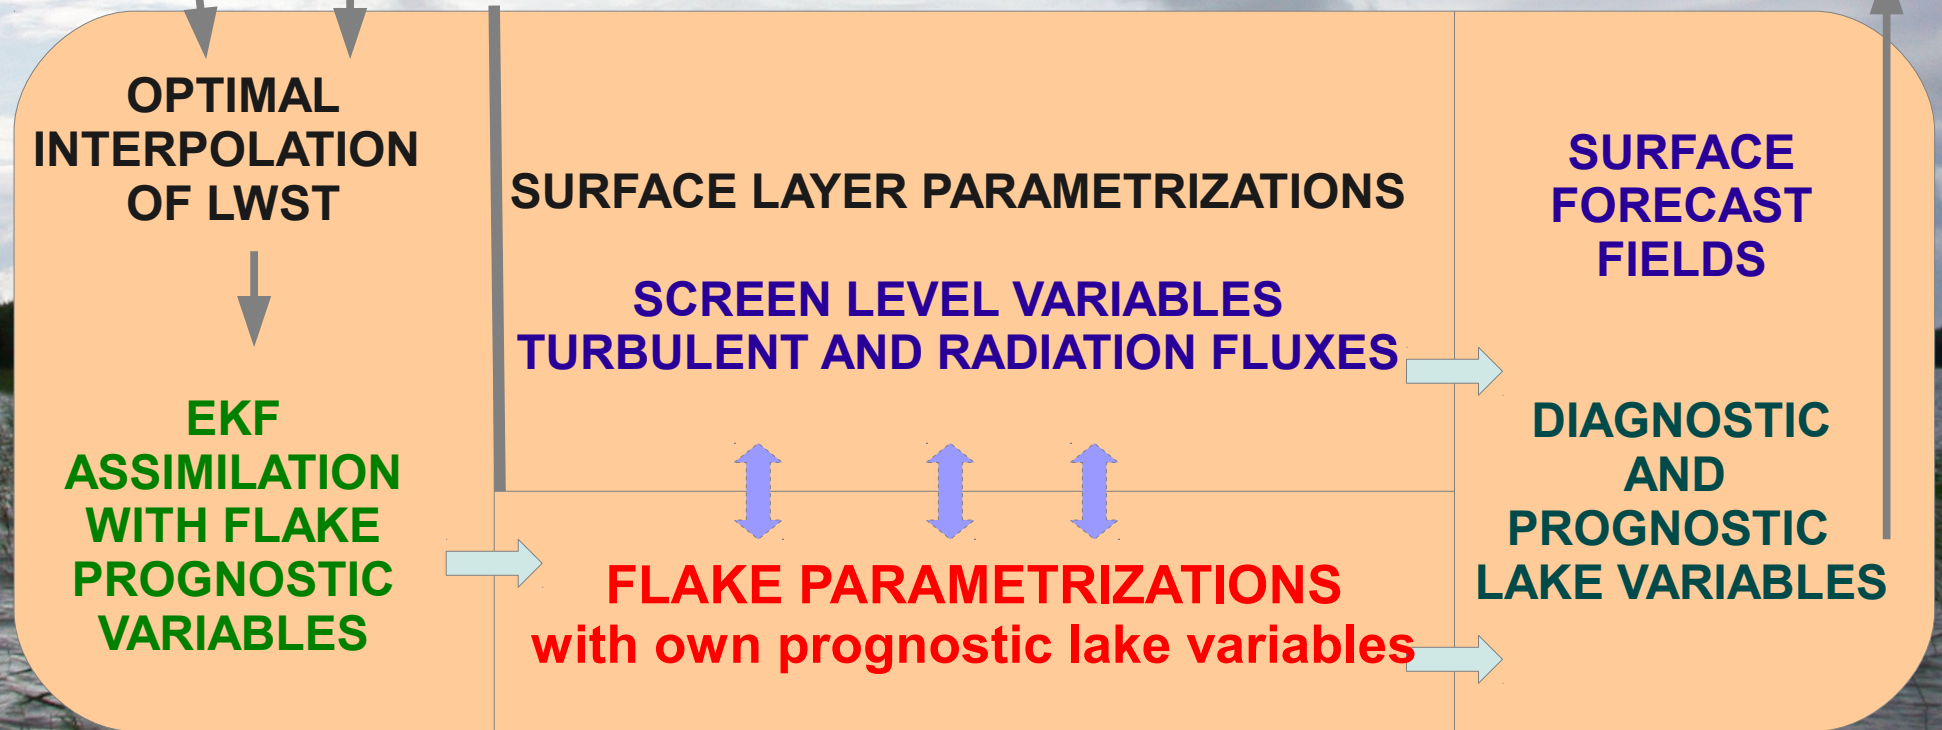 OPTIMAL
INTERPOLATION
OF LWST
EKF
ASSIMILATION
WITH FLAKE
PROGNOSTIC
VARIABLES
SURFACE LAYER PARAMETRIZATIONS
SCREEN LEVEL VARIABLES
TURBULENT AND RADIATION FLUXES
FLAKE PARAMETRIZATIONS
with own prognostic lake variables
SURFACE
FORECAST
FIELDS
DIAGNOSTIC
AND
PROGNOSTIC
LAKE VARIABLES